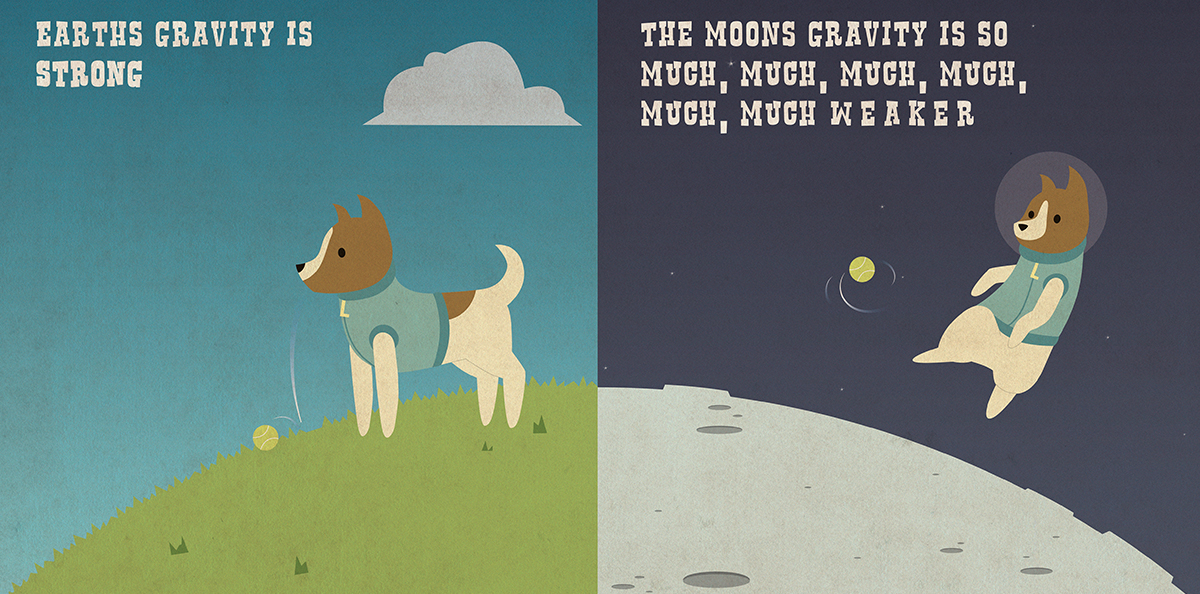 EARTHS GRAVITY IS
STRONG
THE MOONS GRAVITY IS SO
MUCH, MUCH, MUCH, MUCH,
MUCH, MUCH WEAKER
L
L